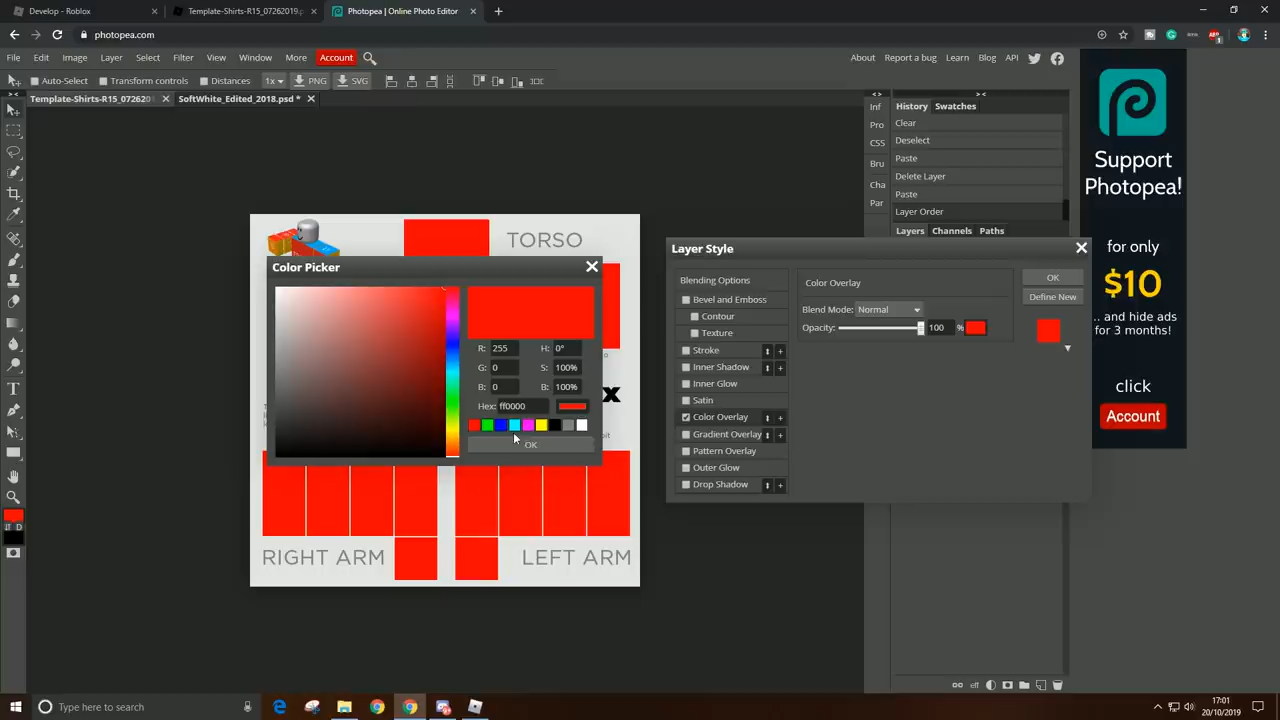 Develop - Roblox
Template-Shirts-R15_07262019.p
Photopea | Online Photo Editor
photopea.com
File Edit Image Layer Select Filter View Window More Account
About Report a bug Learn Blog API
Auto-Select Transform controls Distances 1x PNG SVG
Template-Shirts-R15_07262019 SoftWhite_Edited_2018.psd *
Inf
Pro
CSS
Bru
Cha
Par
History Swatches
Clear
Deselect
Paste
Delete Layer
Paste
Layer Order
Layers Channels Paths
Support
Photopea!
for only
$10
.. and hide ads
for 3 months!
click
Account
TORSO
RIGHT ARM
LEFT ARM
Color Picker
R: 255 H: 0°
G: 0 S: 100%
B: 0 B: 100%
Hex: ff0000
OK
Layer Style
Blending Options
Bevel and Emboss
Contour
Texture
Stroke
Inner Shadow
Inner Glow
Satin
Color Overlay
Gradient Overlay
Pattern Overlay
Outer Glow
Drop Shadow
Color Overlay
Blend Mode: Normal
Opacity: 100 %
OK
Define New
eff
Type here to search
17:01
20/10/2019